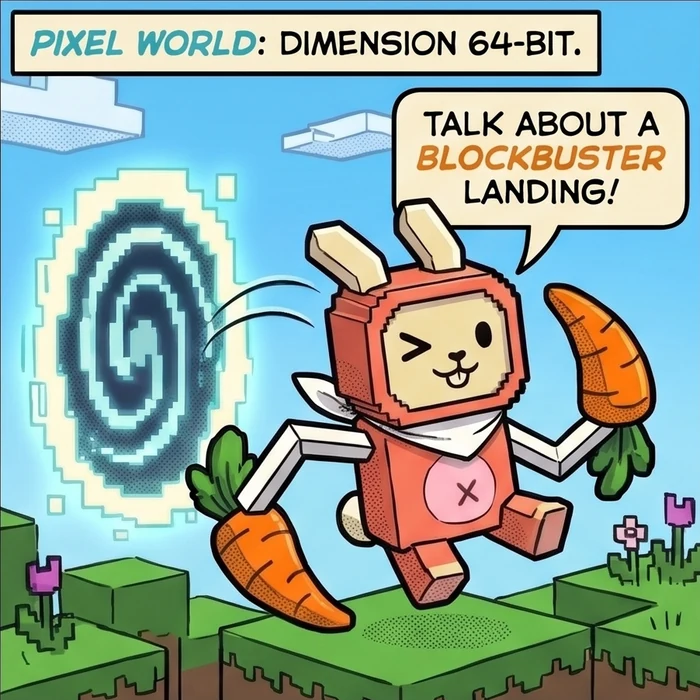 PIXEL WORLD: DIMENSION 64-BIT.
TALK ABOUT A
BLOCKBUSTER
LANDING!